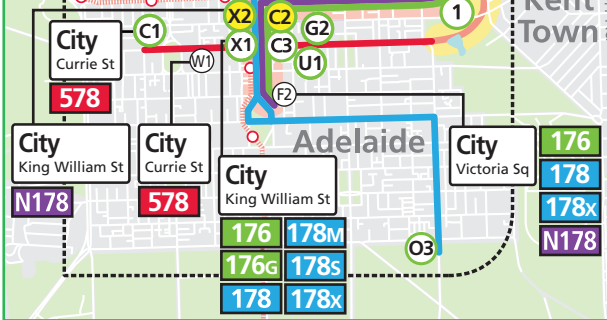 Kent
Town
X2
C2
1
C1
G2
X1
C3
U1
W1
F2
City
Currie St
578
City
King William St
N178
City
Currie St
578
City
King William St
176
178M
176G
178S
178
178X
Adelaide
City
Victoria Sq
176
178
178X
N178
O3